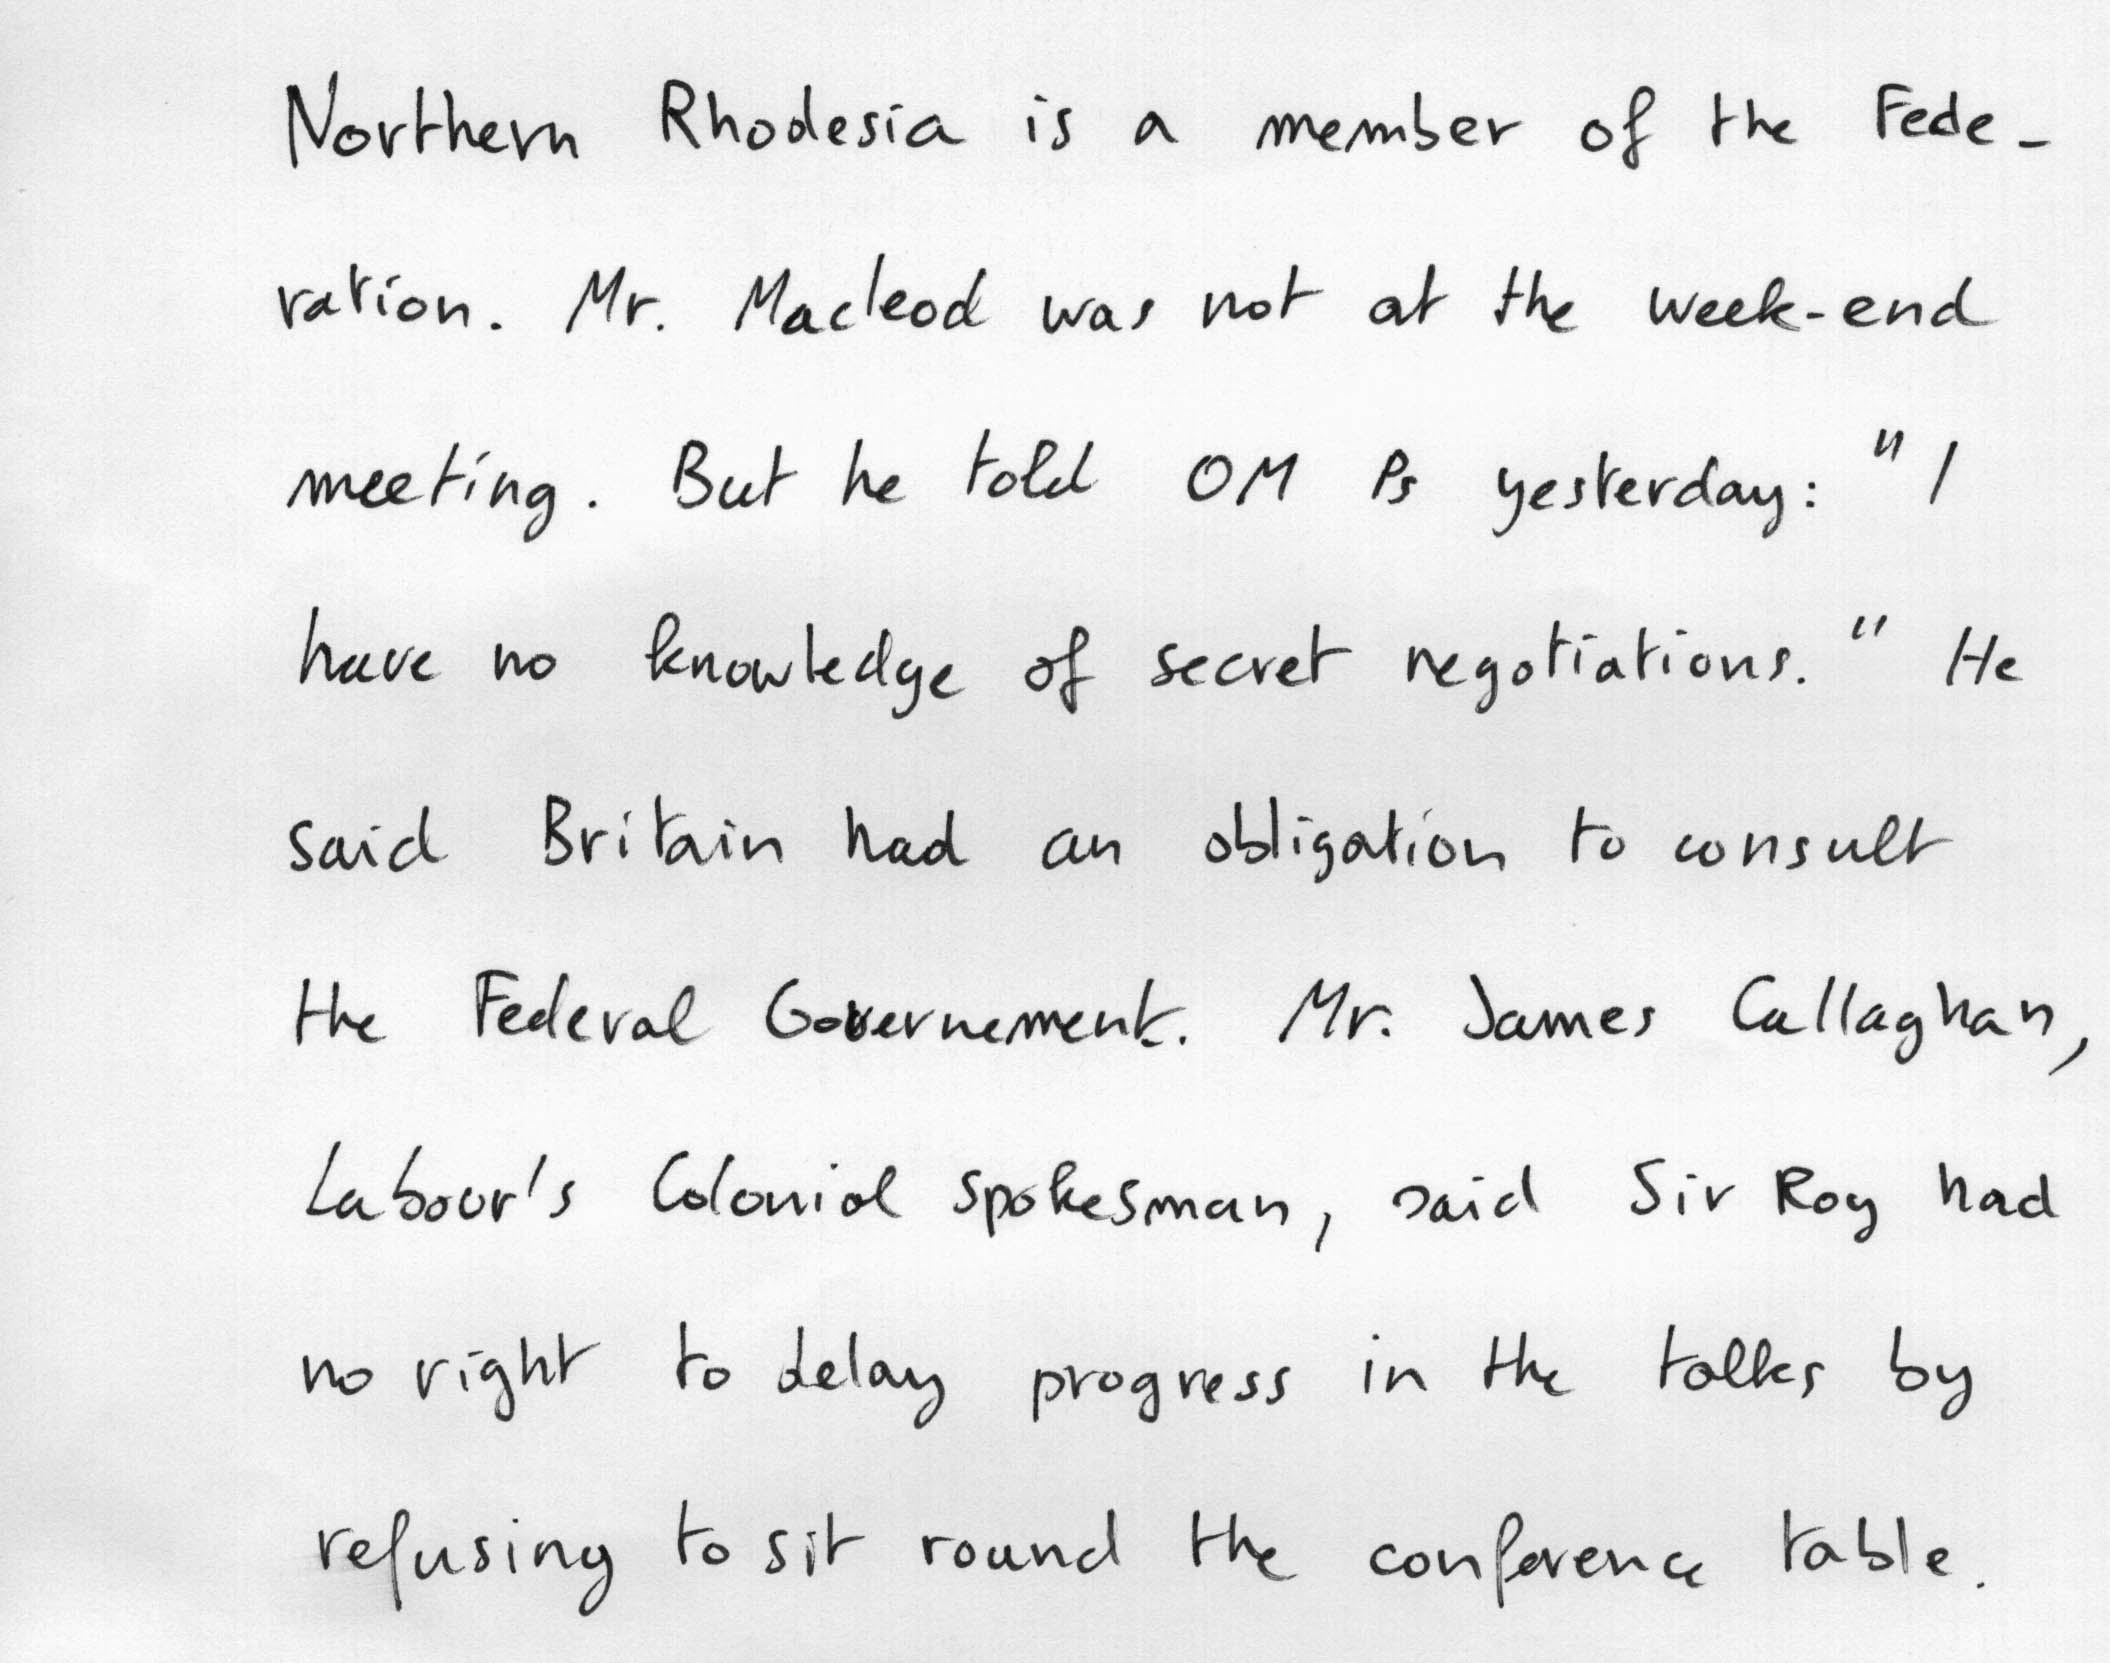 Northern Rhodesia is a member of the Fede-
ration. Mr. Macleod was not at the week-end
meeting. But he told OM Ps yesterday: "I
have no knowledge of secret negotiations." He
said Britain had an obligation to consult
the Federal Governement. Mr. James Callaghan,
Labour's Colonial spokesman, said Sir Roy had
no right to delay progress in the talks by
refusing to sit round the conference table.